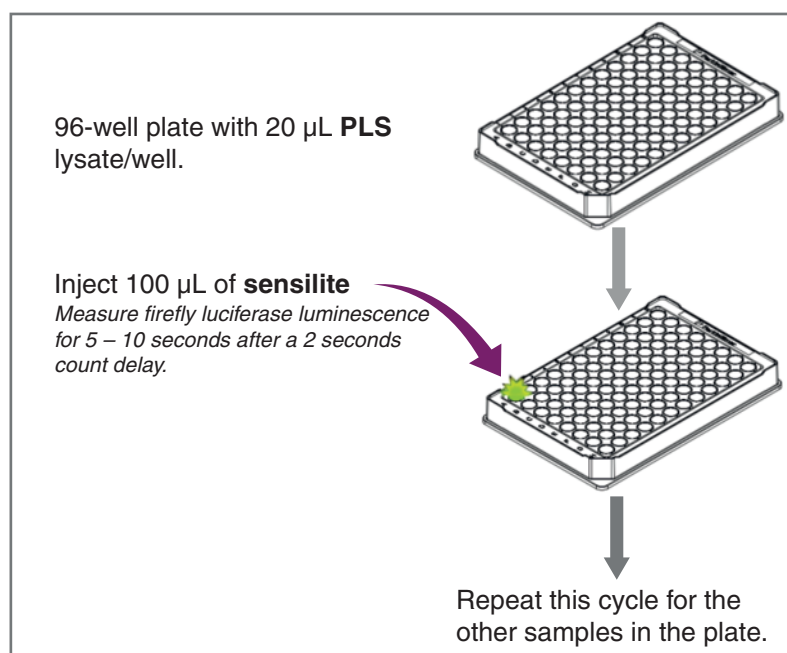 96-well plate with 20 µL PLS
lysate/well.
Inject 100 µL of sensilite
Measure firefly luciferase luminescence
for 5 – 10 seconds after a 2 seconds
count delay.
Repeat this cycle for the
other samples in the plate.